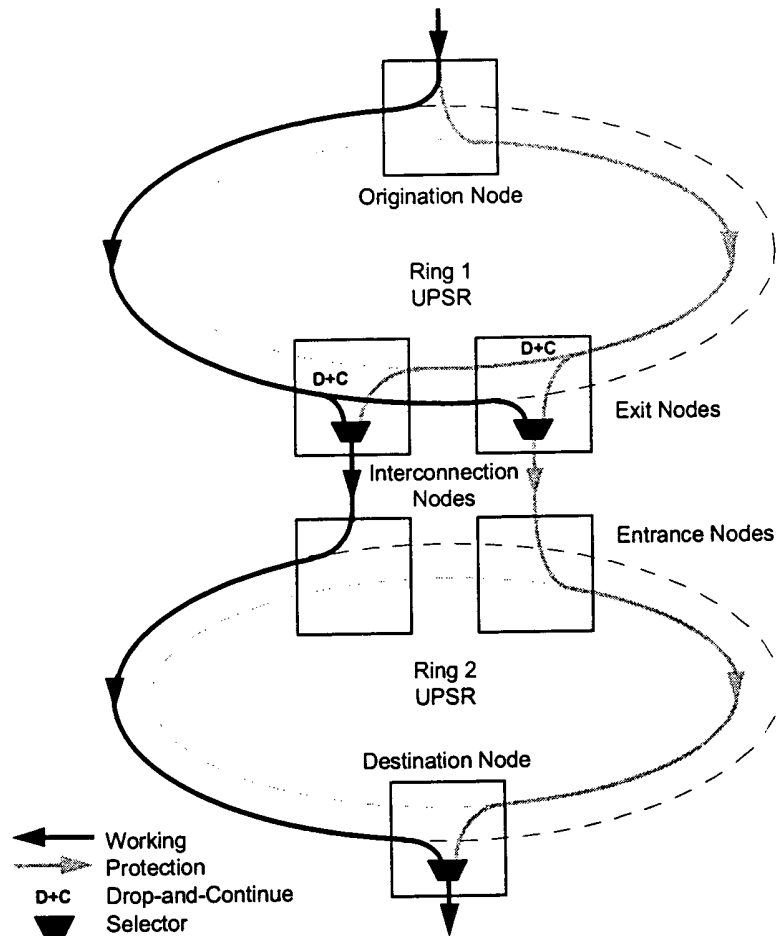 Origination Node
Ring 1
UPSR
D+C
D+C
Exit Nodes
Interconnection
Nodes
Entrance Nodes
Ring 2
UPSR
Destination Node
Working
Protection
D+C Drop-and-Continue
Selector